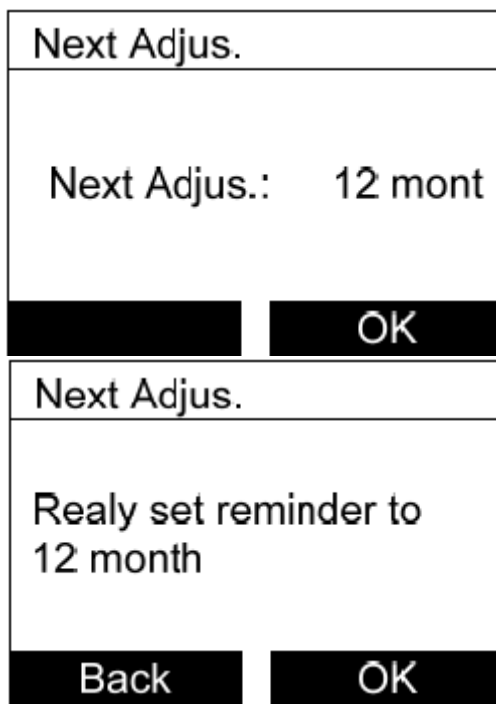 Next Adjus.
Next Adjus.: 12 mont
OK
Next Adjus.
Realy set reminder to
12 month
Back OK